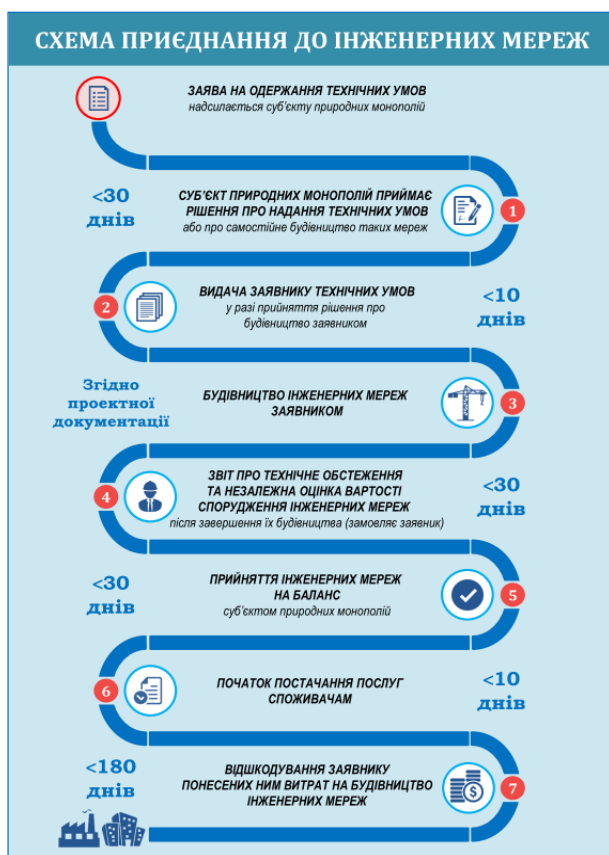 СХЕМА ПРИЄДНАННЯ ДО ІНЖЕНЕРНИХ МЕРЕЖ
ЗАЯВА НА ОДЕРЖАННЯ ТЕХНІЧНИХ УМОВ
надсилається суб'єкту природних монополій
<30
днів
СУБ'ЄКТ ПРИРОДНИХ МОНОПОЛІЙ ПРИЙМАЄ
РІШЕННЯ ПРО НАДАННЯ ТЕХНІЧНИХ УМОВ
або про самостійне будівництво таких мереж
1
2
ВИДАЧА ЗАЯВНИКУ ТЕХНІЧНИХ УМОВ
у разі прийняття рішення про
будівництво заявником
<10
днів
Згідно
проектної
документації
БУДІВНИЦТВО ІНЖЕНЕРНИХ МЕРЕЖ
ЗАЯВНИКОМ
3
4
ЗВІТ ПРО ТЕХНІЧНЕ ОБСТЕЖЕННЯ
ТА НЕЗАЛЕЖНА ОЦІНКА ВАРТОСТІ
СПОРУДЖЕННЯ ІНЖЕНЕРНИХ МЕРЕЖ
після завершення їх будівництва (замовляє заявник)
<30
днів
<30
днів
ПРИЙНЯТТЯ ІНЖЕНЕРНИХ МЕРЕЖ
НА БАЛАНС
суб'єктом природних монополій
5
6
ПОЧАТОК ПОСТАЧАННЯ ПОСЛУГ
СПОЖИВАЧАМ
<10
днів
<180
днів
ВІДШКОДУВАННЯ ЗАЯВНИКУ
ПОНЕСЕНИХ НИМ ВИТРАТ НА БУДІВНИЦТВО
ІНЖЕНЕРНИХ МЕРЕЖ
$
7